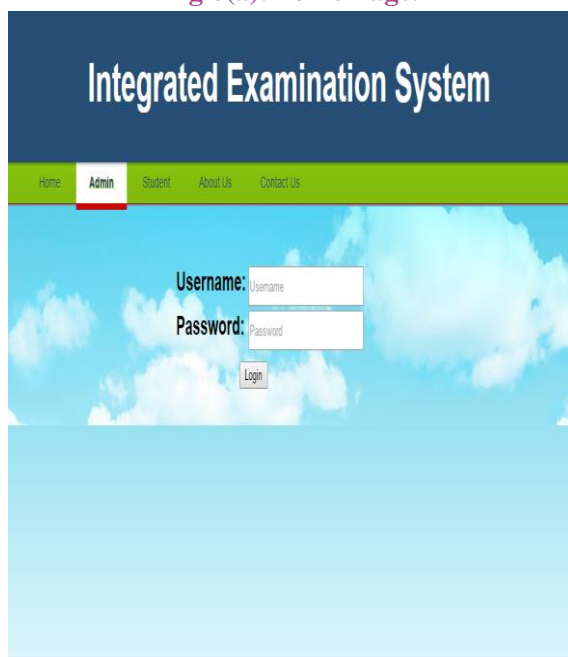 Integrated Examination System
Home Admin Student About Us Contact Us
Username: Username
Password: Password
Login